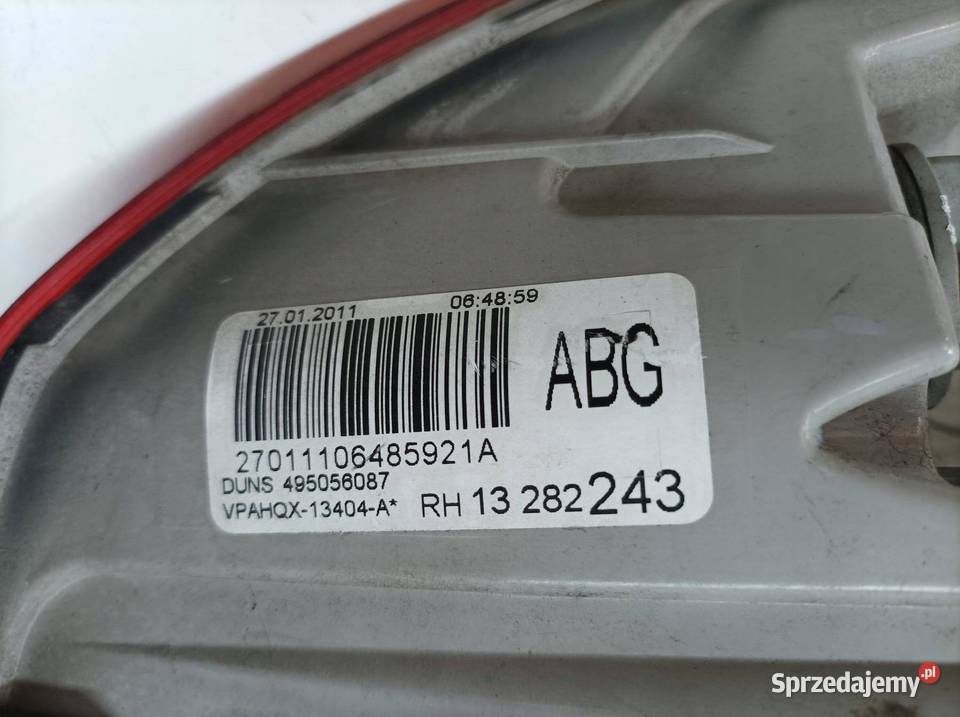 27.01.2011 06:48:59
ABG
27011106485921A
DUNS 495056087
VPAHQX-13404-A* RH 13 282 243
Sprzedajemy.pl